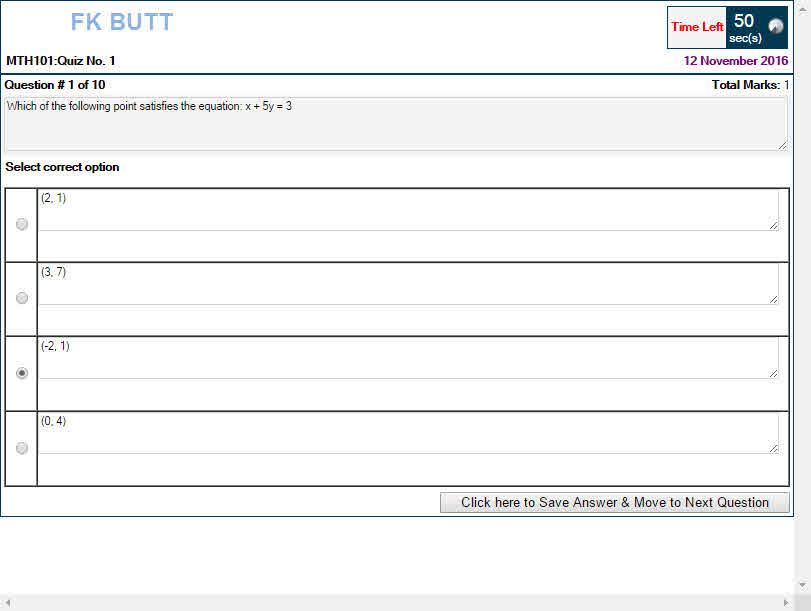 FK BUTT
Time Left 50
sec(s)
MTH101:Quiz No. 1
12 November 2016
Question # 1 of 10
Total Marks: 1
Which of the following point satisfies the equation: x + 5y = 3
Select correct option
(2, 1)
(3, 7)
(-2, 1)
(0, 4)
Click here to Save Answer & Move to Next Question